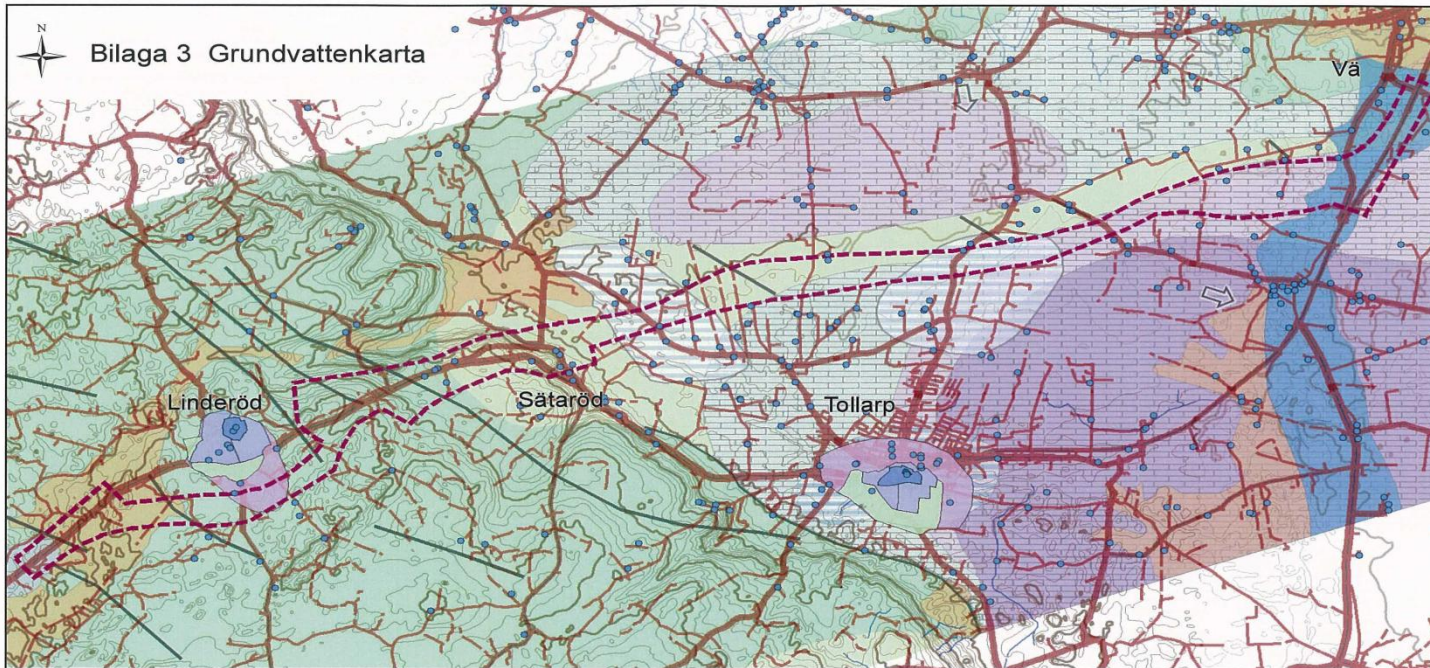 N
Bilaga 3 Grundvattenkarta
Vä
Linderöd
Sätaröd
Tollarp